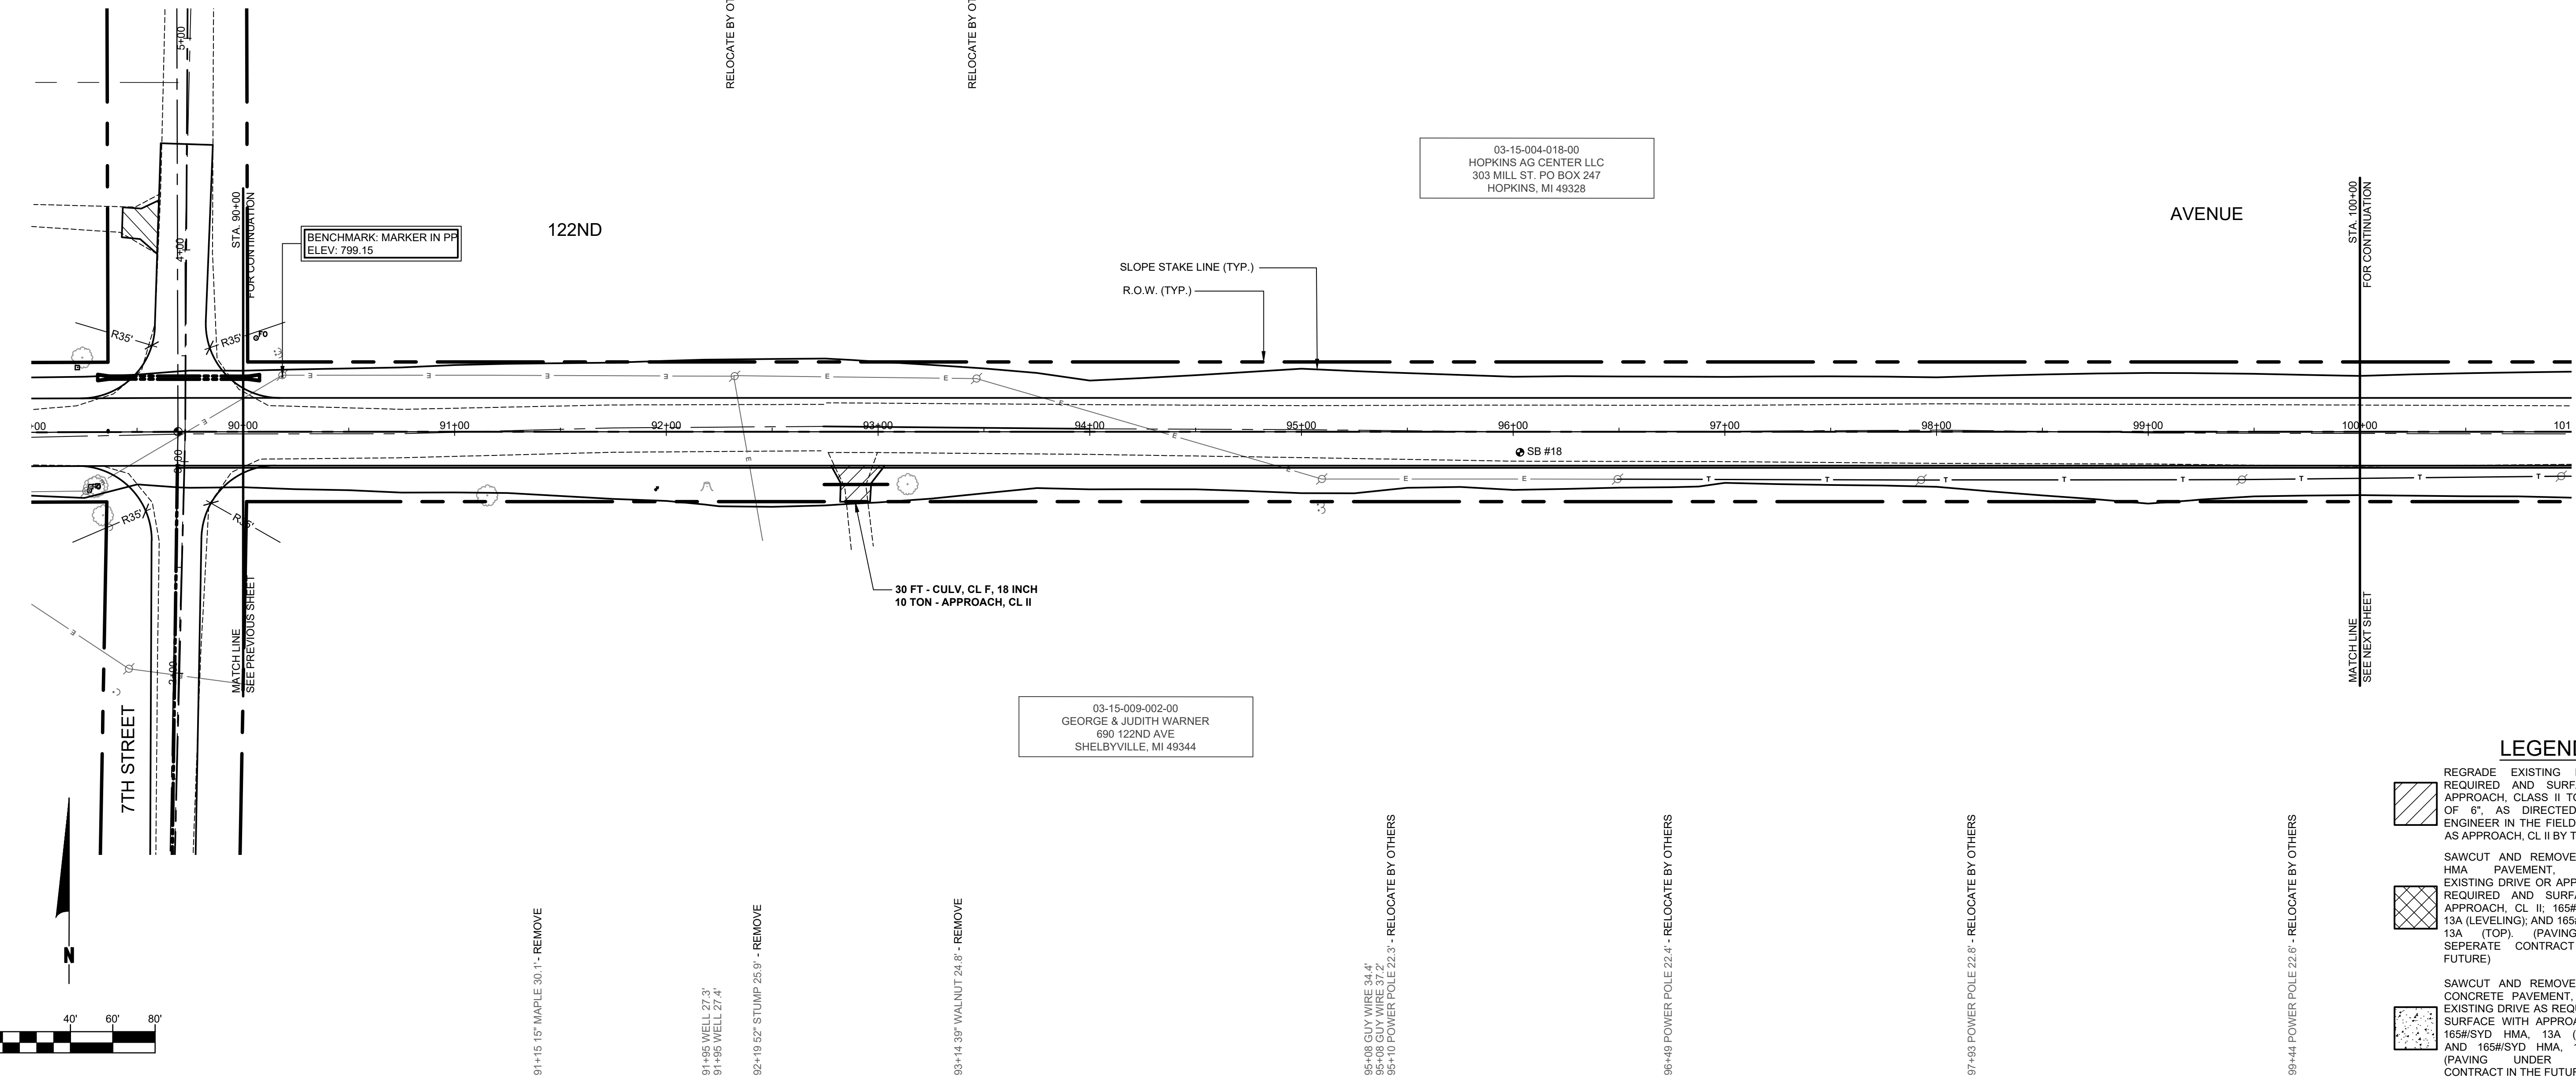 RELOCATE BY
RELOCATE BY
5+00
4+00
STA. 90+00
FOR CONTINUATION
BENCHMARK: MARKER IN PP
ELEV: 799.15
122ND
03-15-004-018-00
HOPKINS AG CENTER LLC
303 MILL ST. PO BOX 247
HOPKINS, MI 49328
AVENUE
STA. 100+00
FOR CONTINUATION
SLOPE STAKE LINE (TYP.)
R.O.W. (TYP.)
R35'
R35'
FO
E E E E E E
E
E
90+00 91+00 92+00 93+00 94+00 95+00 96+00 97+00 98+00 99+00 100+00 101
E
E
E
SB #18
E E T T T T T T T T
R35'
R35'
30 FT - CULV, CL F, 18 INCH
10 TON - APPROACH, CL II
E
E
2+00
MATCH LINE
SEE PREVIOUS SHEET
MATCH LINE
SEE NEXT SHEET
7TH STREET
03-15-009-002-00
GEORGE & JUDITH WARNER
690 122ND AVE
SHELBYVILLE, MI 49344
N
40' 60' 80'
91+15 15" MAPLE 30.1' - REMOVE
91+95 WELL 27.3'
91+95 WELL 27.4'
92+19 52" STUMP 25.9' - REMOVE
93+14 39" WALNUT 24.8' - REMOVE
95+08 GUY WIRE 34.4'
95+08 GUY WIRE 37.2'
95+10 POWER POLE 22.3' - RELOCATE BY OTHERS
96+49 POWER POLE 22.4' - RELOCATE BY OTHERS
97+93 POWER POLE 22.8' - RELOCATE BY OTHERS
99+44 POWER POLE 22.6' - RELOCATE BY OTHERS
REGRADE EXISTING
REQUIRED AND
APPROACH, CLASS II
OF 6", AS DIRECTED
ENGINEER IN THE FIELD
AS APPROACH, CL II BY
SAWCUT AND REMOVE
HMA PAVEMENT,
EXISTING DRIVE OR
REQUIRED AND
APPROACH, CL II; 165#
13A (LEVELING); AND
13A (TOP). (PAVING
SEPERATE CONTRACT
FUTURE)
SAWCUT AND REMOVE
CONCRETE PAVEMENT,
EXISTING DRIVE AS
SURFACE WITH
165#/SYD HMA, 13A
AND 165#/SYD HMA,
(PAVING UNDER
CONTRACT IN THE